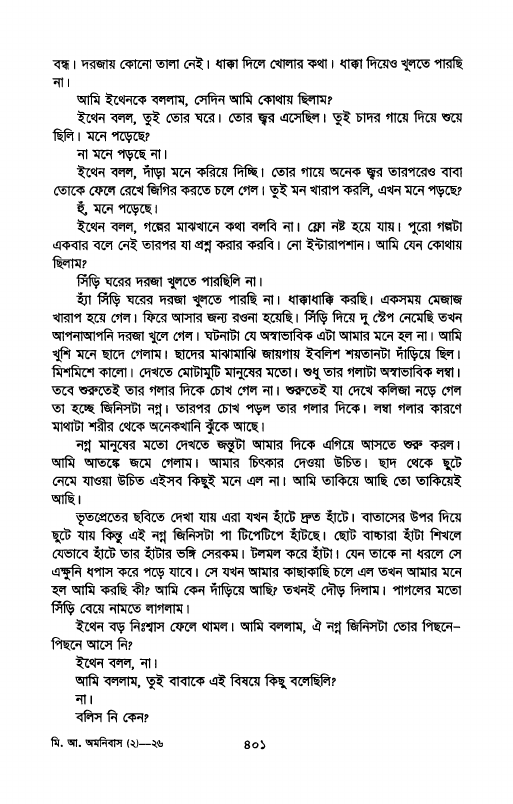 বন্ধ। দরজায় কোনো তালা নেই। ধাক্কা দিলে খোলার কথা। ধাক্কা দিয়েও খুলতে পারছি
না।
আমি ইথেনকে বললাম, সেদিন আমি কোথায় ছিলাম?
ইথেন বলল, তুই তোর ঘরে। তোর জ্বর এসেছিল। তুই চাদর গায়ে দিয়ে শুয়ে
ছিলি। মনে পড়েছে?
না মনে পড়ছে না।
ইথেন বলল, দাঁড়া মনে করিয়ে দিচ্ছি। তোর গায়ে অনেক জ্বর তারপরেও বাবা
তোকে ফেলে রেখে জিগির করতে চলে গেল। তুই মন খারাপ করলি, এখন মনে পড়ছে?
হুঁ, মনে পড়েছে।
ইথেন বলল, গল্পের মাঝখানে কথা বলবি না। ফ্লো নষ্ট হয়ে যায়। পুরো গল্পটা
একবার বলে নেই তারপর যা প্রশ্ন করার করবি। নো ইন্টারাপশান। আমি যেন কোথায়
ছিলাম?
সিঁড়ি ঘরের দরজা খুলতে পারছিলি না।
হ্যাঁ সিঁড়ি ঘরের দরজা খুলতে পারছি না। ধাক্কাধাক্কি করছি। একসময় মেজাজ
খারাপ হয়ে গেল। ফিরে আসার জন্য রওনা হয়েছি। সিঁড়ি দিয়ে দু স্টেপ নেমেছি তখন
আপনাআপনি দরজা খুলে গেল। ঘটনাটা যে অস্বাভাবিক এটা আমার মনে হল না। আমি
খুশি মনে ছাদে গেলাম। ছাদের মাঝামাঝি জায়গায় ইবলিশ শয়তানটা দাঁড়িয়ে ছিল।
মিশমিশে কালো। দেখতে মোটামুটি মানুষের মতো। শুধু তার গলাটা অস্বাভাবিক লম্বা।
তবে শুরুতেই তার গলার দিকে চোখ গেল না। শুরুতেই যা দেখে কলিজা নড়ে গেল
তা হচ্ছে জিনিসটা নগ্ন। তারপর চোখ পড়ল তার গলার দিকে। লম্বা গলার কারণে
মাথাটা শরীর থেকে অনেকখানি ঝুঁকে আছে।
নগ্ন মানুষের মতো দেখতে জন্তুটা আমার দিকে এগিয়ে আসতে শুরু করল।
আমি আতঙ্কে জমে গেলাম। আমার চিৎকার দেওয়া উচিত। ছাদ থেকে ছুটে
নেমে যাওয়া উচিত এইসব কিছুই মনে এল না। আমি তাকিয়ে আছি তো তাকিয়েই
আছি।
ভূতপ্রেতের ছবিতে দেখা যায় এরা যখন হাঁটে দ্রুত হাঁটে। বাতাসের উপর দিয়ে
ছুটে যায় কিন্তু এই নগ্ন জিনিসটা পা টিপেটিপে হাঁটছে। ছোট বাচ্চারা হাঁটা শিখলে
যেভাবে হাঁটে তার হাঁটার ভঙ্গি সেরকম। টলমল করে হাঁটা। যেন তাকে না ধরলে সে
এক্ষুনি ধপাস করে পড়ে যাবে। সে যখন আমার কাছাকাছি চলে এল তখন আমার মনে
হল আমি করছি কী? আমি কেন দাঁড়িয়ে আছি? তখনই দৌড় দিলাম। পাগলের মতো
সিঁড়ি বেয়ে নামতে লাগলাম।
ইথেন বড় নিঃশ্বাস ফেলে থামল। আমি বললাম, ঐ নগ্ন জিনিসটা তোর পিছনে–
পিছনে আসে নি?
ইথেন বলল, না।
আমি বললাম, তুই বাবাকে এই বিষয়ে কিছু বলেছিলি?
না।
বলিস নি কেন?
মি. আ. অমনিবাস (২)—২৬
৪০১